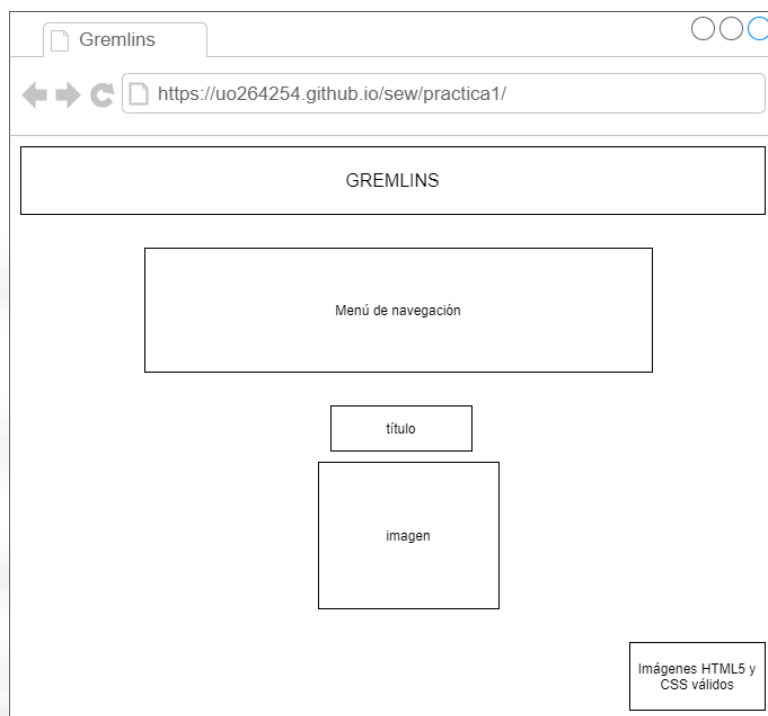 Gremlins
https://uo264254.github.io/sew/practica1/
GREMLINS
Menú de navegación
título
imagen
Imágenes HTML5 y
CSS válidos